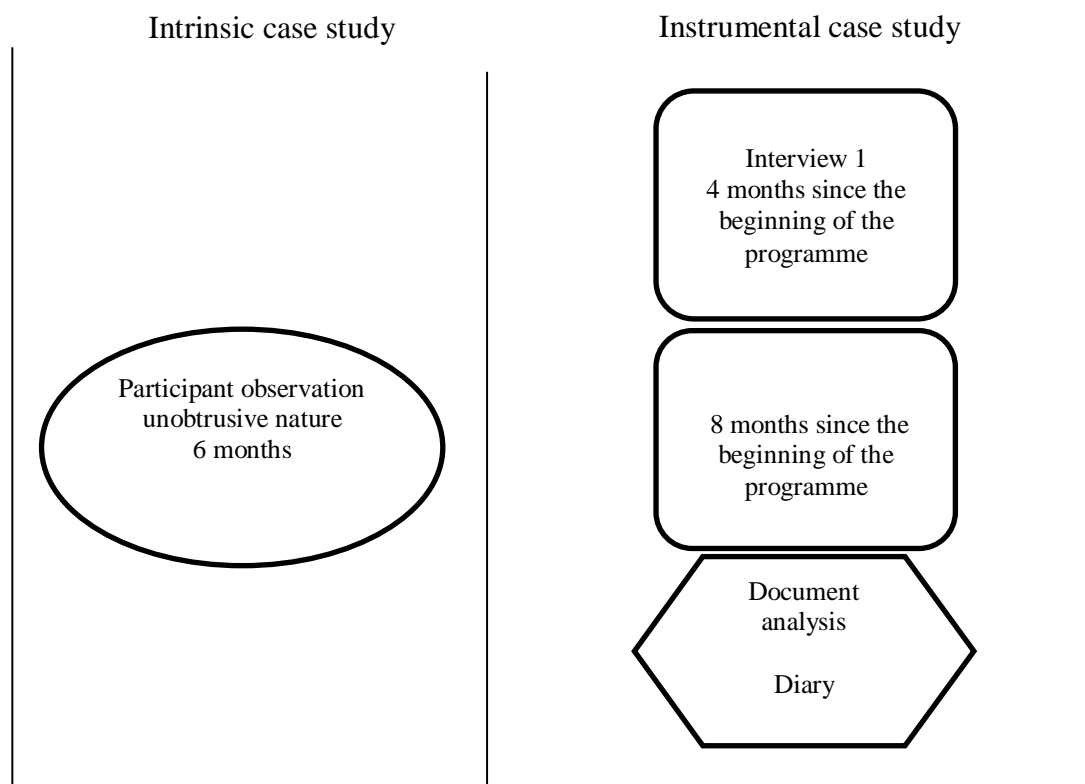 Intrinsic case study
Participant observation
unobtrusive nature
6 months
Instrumental case study
Interview 1
4 months since the
beginning of the
programme
8 months since the
beginning of the
programme
Document
analysis
Diary